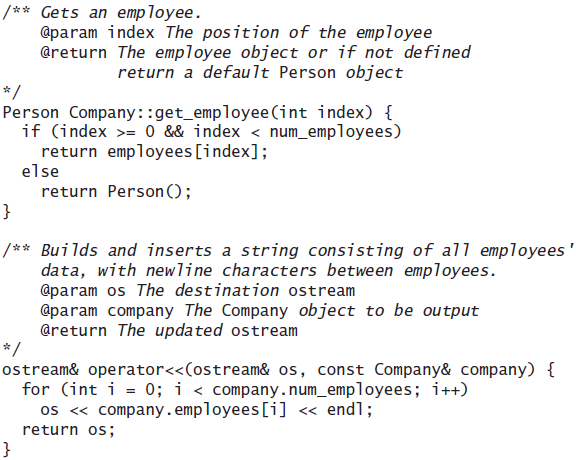 /** Gets an employee.
    @param index The position of the employee
    @return The employee object or if not defined
            return a default Person object
*/
Person Company::get_employee(int index) {
  if (index >= 0 && index < num_employees)
    return employees[index];
  else
    return Person();
}

/** Builds and inserts a string consisting of all employees'
    data, with newline characters between employees.
    @param os The destination ostream
    @param company The Company object to be output
    @return The updated ostream
*/
ostream& operator<<(ostream& os, const Company& company) {
  for (int i = 0; i < company.num_employees; i++)
    os << company.employees[i] << endl;
  return os;
}